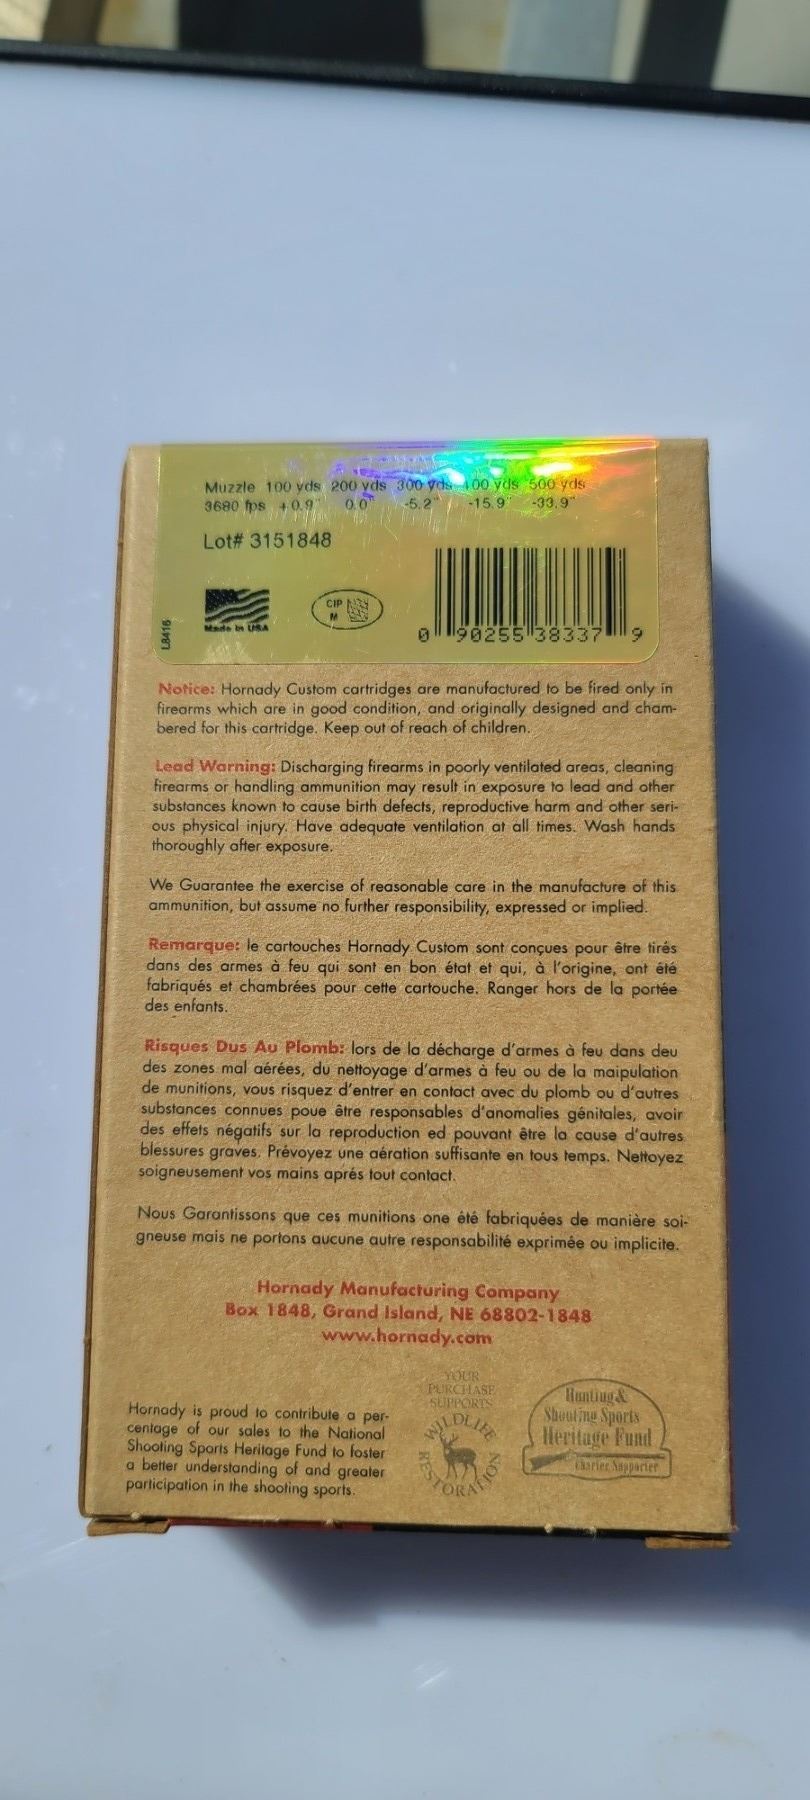 Muzzle 100 yds 200 yds 300 yds 400 yds 500 yds
3680 fps +0.9" 0.0" -5.2" -15.9" -33.9"
Lot# 3151848
L8416
Made in USA
CIP
M
0 90255 38337 9
Notice: Hornady Custom cartridges are manufactured to be fired only in
firearms which are in good condition, and originally designed and cham-
bered for this cartridge. Keep out of reach of children.
Lead Warning: Discharging firearms in poorly ventilated areas, cleaning
firearms or handling ammunition may result in exposure to lead and other
substances known to cause birth defects, reproductive harm and other seri-
ous physical injury. Have adequate ventilation at all times. Wash hands
thoroughly after exposure.
We Guarantee the exercise of reasonable care in the manufacture of this
ammunition, but assume no further responsibility, expressed or implied.
Remarque: le cartouches Hornady Custom sont conçues pour être tirés
dans des armes à feu qui sont en bon état et qui, à l'origine, ont été
fabriqués et chambrées pour cette cartouche. Ranger hors de la portée
des enfants.
Risques Dus Au Plomb: lors de la décharge d'armes à feu dans deu
des zones mal aérées, du nettoyage d'armes à feu ou de la maipulation
de munitions, vous risquez d'entrer en contact avec du plomb ou d'autres
substances connues poue être responsables d'anomalies génitales, avoir
des effets négatifs sur la reproduction ed pouvant être la cause d'autres
blessures graves. Prévoyez une aération suffisante en tous temps. Nettoyez
soigneusement vos mains aprés tout contact.
Nous Garantissons que ces munitions one été fabriquées de manière soi-
gneuse mais ne portons aucune autre responsabilité exprimée ou implicite.
Hornady Manufacturing Company
Box 1848, Grand Island, NE 68802-1848
www.hornady.com
Hornady is proud to contribute a per-
centage of our sales to the National
Shooting Sports Heritage Fund to foster
a better understanding of and greater
participation in the shooting sports.
YOUR
PURCHASE
SUPPORTS
WILDLIFE
RESTORATION
Hunting &
Shooting Sports
Heritage Fund
Charter Supporter